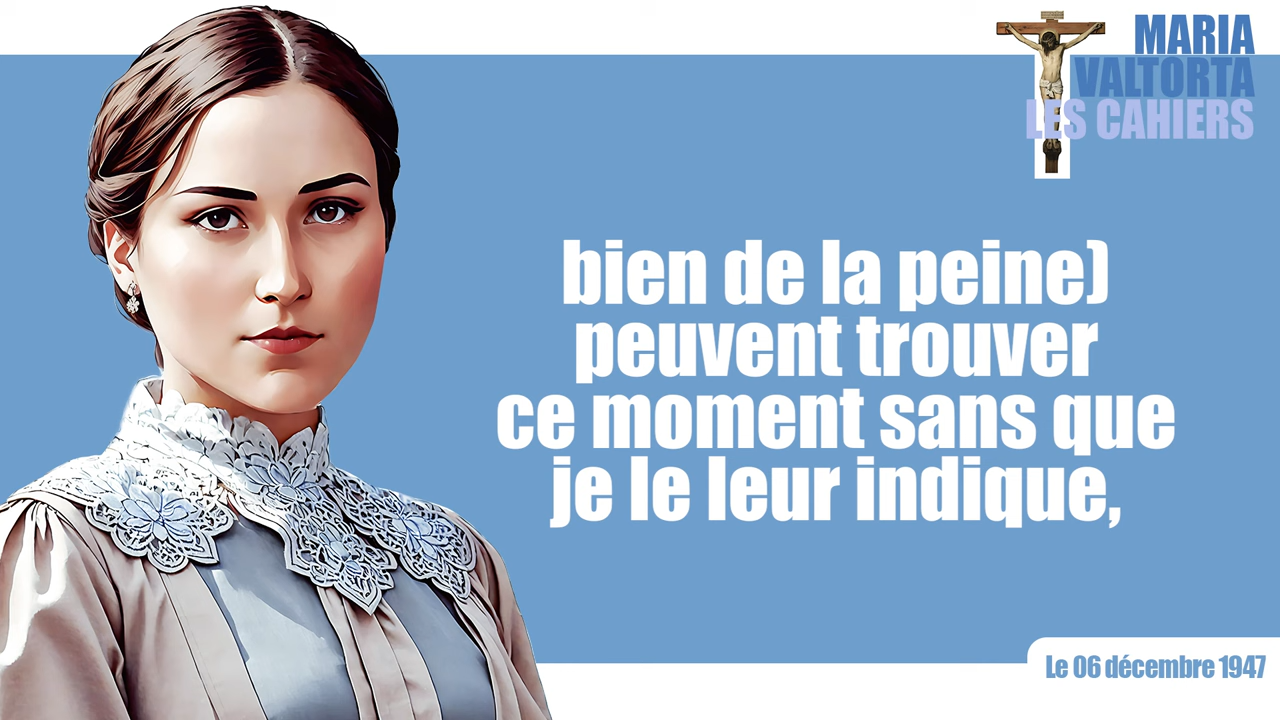 MARIA
VALTORTA
LES CAHIERS
bien de la peine)
peuvent trouver
ce moment sans que
je le leur indique,
Le 06 décembre 1947